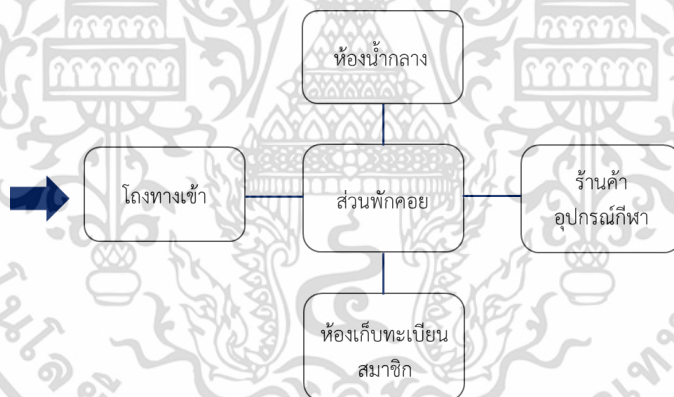 ห้องน้ำกลาง
โถงทางเข้า
ส่วนพักคอย
ร้านค้า
อุปกรณ์กีฬา
ห้องเก็บทะเบียน
สมาชิก